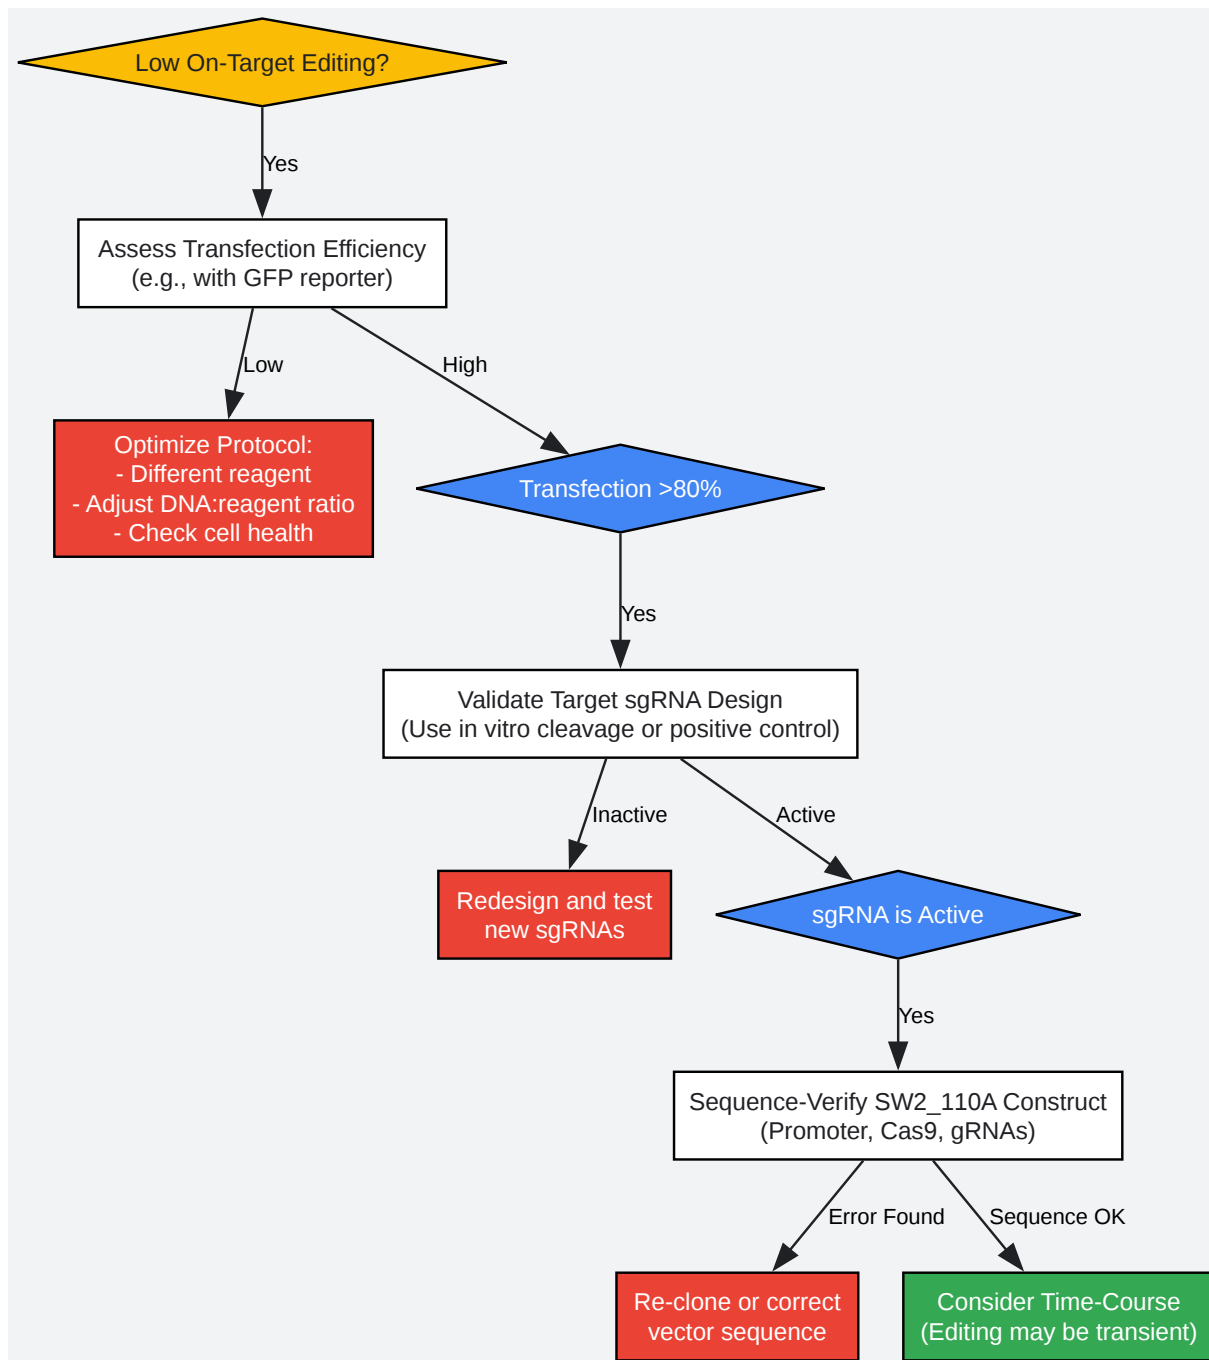 Low On-Target Editing?
Yes
Assess Transfection Efficiency
(e.g., with GFP reporter)
Low
High
Optimize Protocol:
- Different reagent
- Adjust DNA:reagent ratio
- Check cell health
Transfection >80%
Yes
Validate Target sgRNA Design
(Use in vitro cleavage or positive control)
Inactive
Active
Redesign and test
new sgRNAs
sgRNA is Active
Yes
Sequence-Verify SW2_110A Construct
(Promoter, Cas9, gRNAs)
Error Found
Sequence OK
Re-clone or correct
vector sequence
Consider Time-Course
(Editing may be transient)